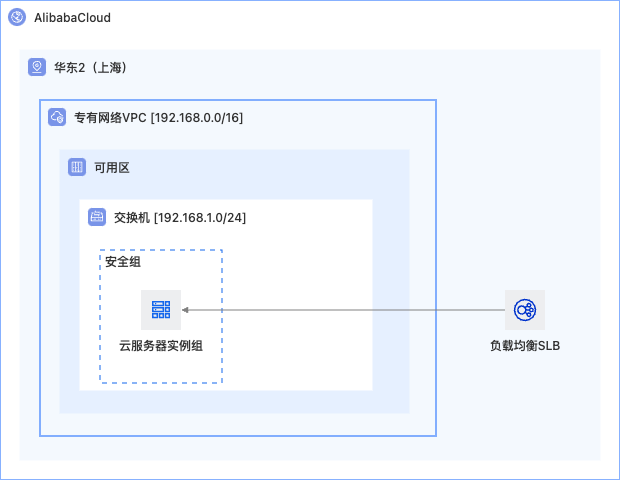 AlibabaCloud
华东2（上海）
专有网络VPC [192.168.0.0/16]
可用区
交换机 [192.168.1.0/24]
安全组
云服务器实例组
负载均衡SLB